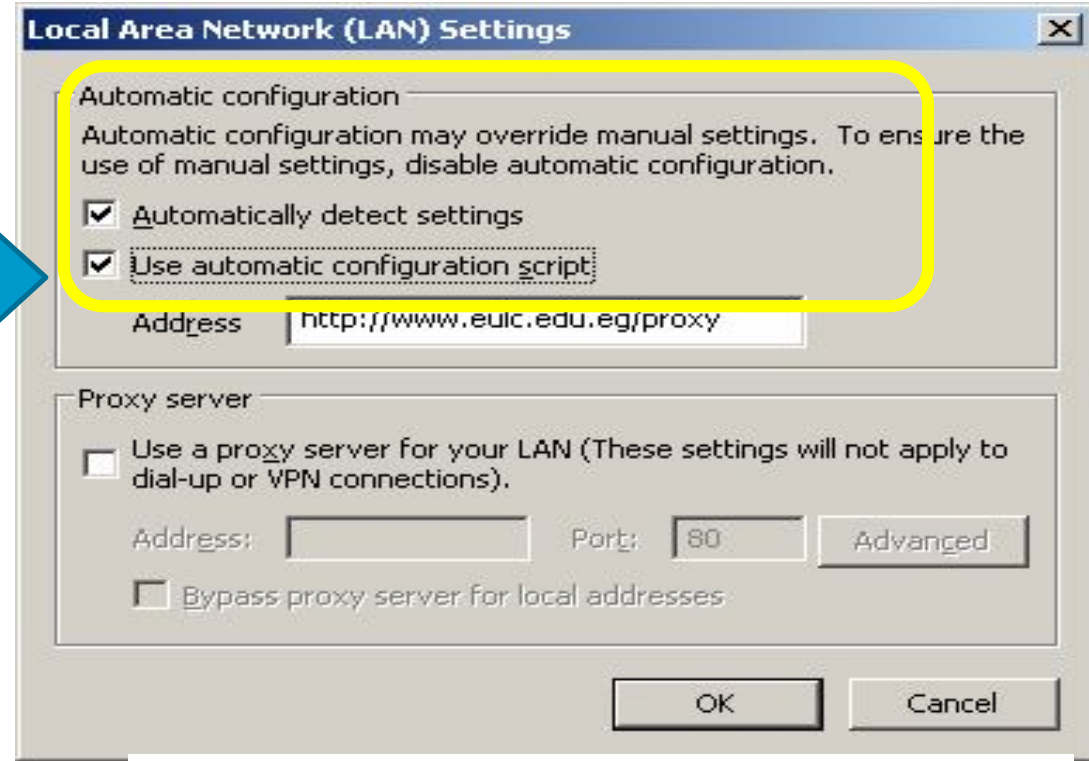 Local Area Network (LAN) Settings
Automatic configuration
Automatic configuration may override manual settings. To ensure the
use of manual settings, disable automatic configuration.
Automatically detect settings
Use automatic configuration script
Address http://www.eulc.edu.eg/proxy
Proxy server
Use a proxy server for your LAN (These settings will not apply to
dial-up or VPN connections).
Address: Port: 80 Advanced
Bypass proxy server for local addresses
OK Cancel